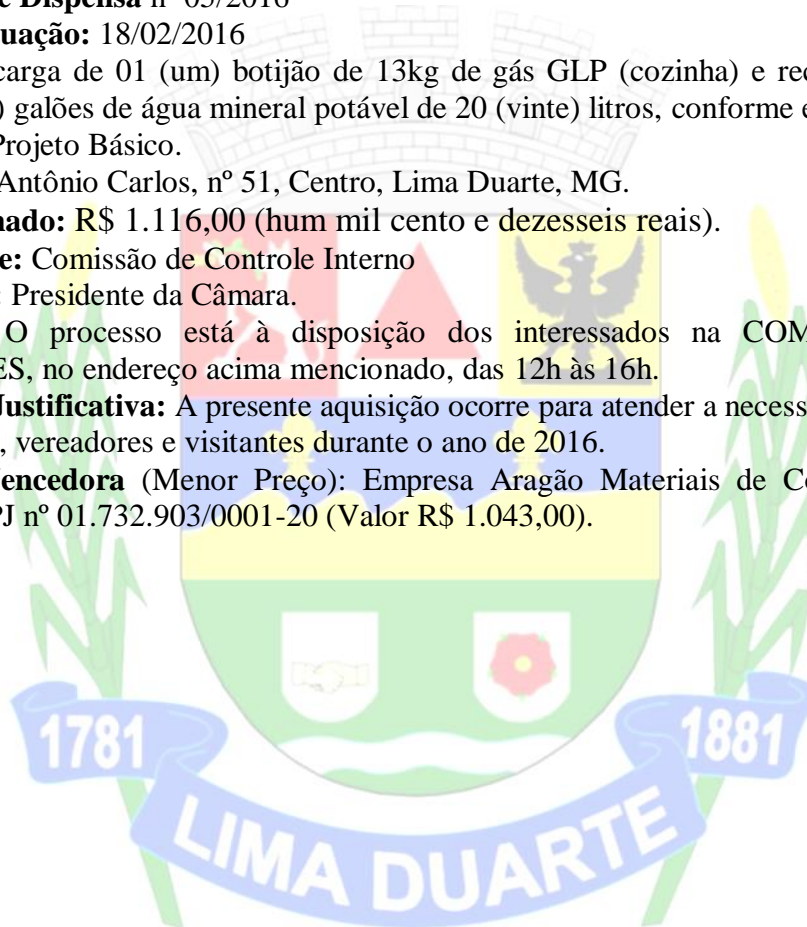 e Dispensa nº 03/2016
uação: 18/02/2016
carga de 01 (um) botijão de 13kg de gás GLP (cozinha) e rec
) galões de água mineral potável de 20 (vinte) litros, conforme e
Projeto Básico.
Antônio Carlos, nº 51, Centro, Lima Duarte, MG.
nado: R$ 1.116,00 (hum mil cento e dezesseis reais).
e: Comissão de Controle Interno
: Presidente da Câmara.
O processo está à disposição dos interessados na COM
ES, no endereço acima mencionado, das 12h às 16h.
Justificativa: A presente aquisição ocorre para atender a necess
, vereadores e visitantes durante o ano de 2016.
encedora (Menor Preço): Empresa Aragão Materiais de Co
PJ nº 01.732.903/0001-20 (Valor R$ 1.043,00).
1781
1881
LIMA DUARTE